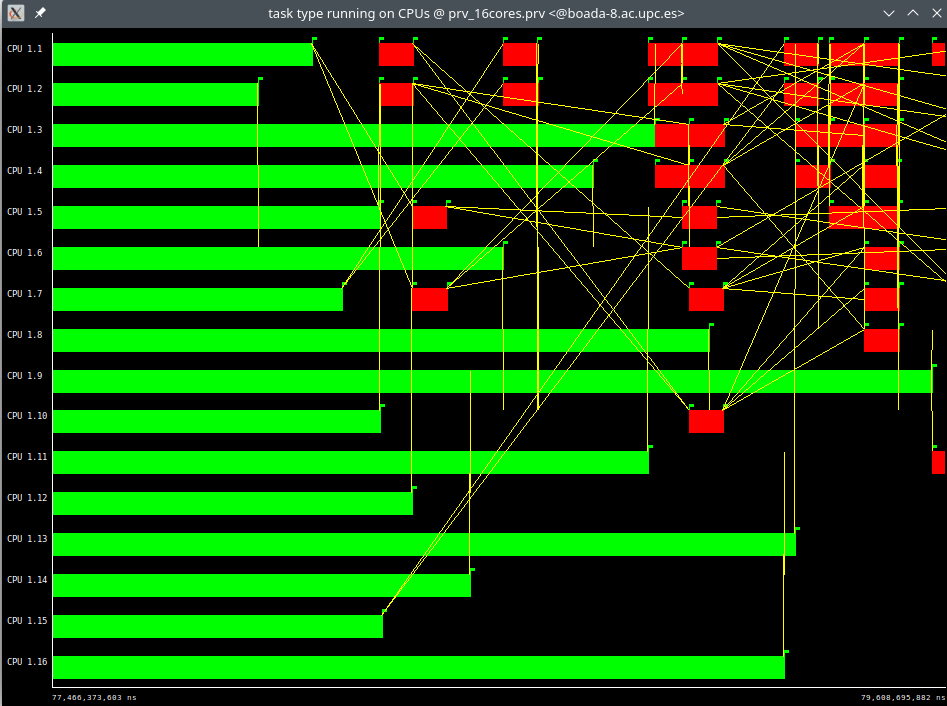 task type running on CPUs @ prv_16cores.prv <@boada-8.ac.upc.es>
CPU 1.1
CPU 1.2
CPU 1.3
CPU 1.4
CPU 1.5
CPU 1.6
CPU 1.7
CPU 1.8
CPU 1.9
CPU 1.10
CPU 1.11
CPU 1.12
CPU 1.13
CPU 1.14
CPU 1.15
CPU 1.16
77,466,373,603 ns
79,608,695,882 ns